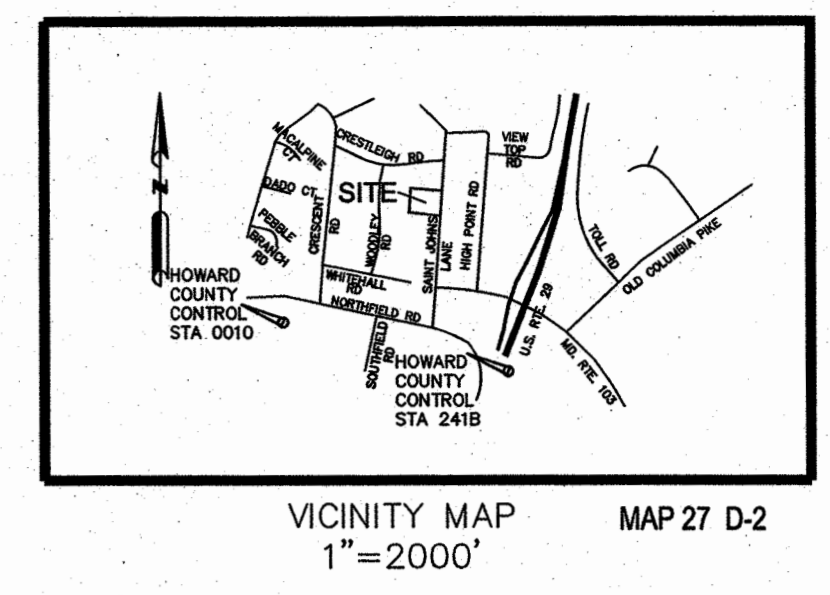 MACALPINE
CT
CRESTLEIGH RD
VIEW
TOP
RD
N
DADO CT
SITE
PEBBLE
BRANCH
RD
CRESCENT
RD
WOODLEY
RD
SAINT JOHNS
LANE
HIGH POINT RD
TOLL RD
OLD COLUMBIA PIKE
WHITEHALL
RD
NORTHFIELD RD
HOWARD
COUNTY
CONTROL
STA 0010
SOUTHFIELD
RD
HOWARD
COUNTY
CONTROL
STA 241B
U.S. RTE. 29
MD. RTE. 103
VICINITY MAP
MAP 27 D-2
1"=2000'